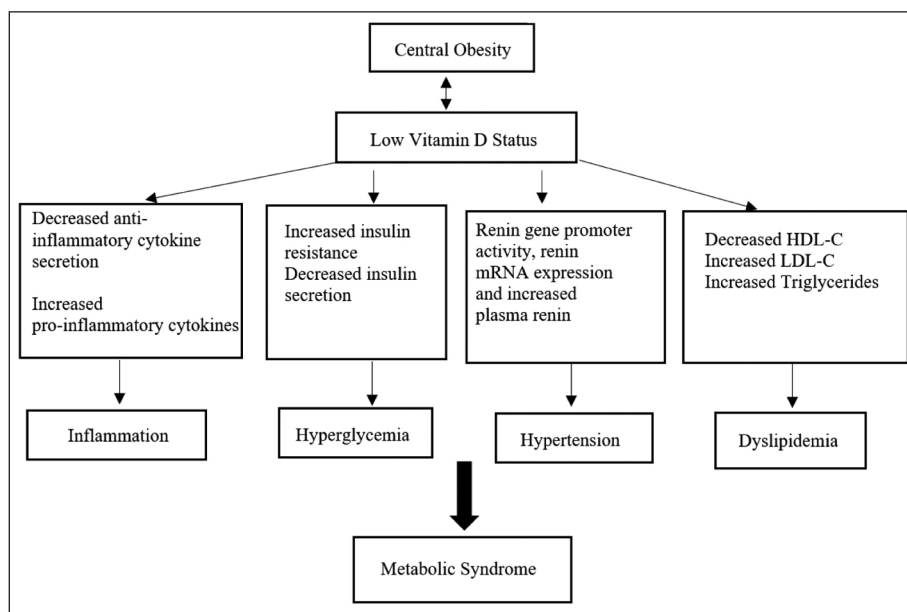 Central Obesity
Low Vitamin D Status
Decreased anti-
inflammatory cytokine
secretion
Increased
pro-inflammatory cytokines
Increased insulin
resistance
Decreased insulin
secretion
Renin gene promoter
activity, renin
mRNA expression
and increased
plasma renin
Decreased HDL-C
Increased LDL-C
Increased Triglycerides
Inflammation
Hyperglycemia
Hypertension
Dyslipidemia
Metabolic Syndrome